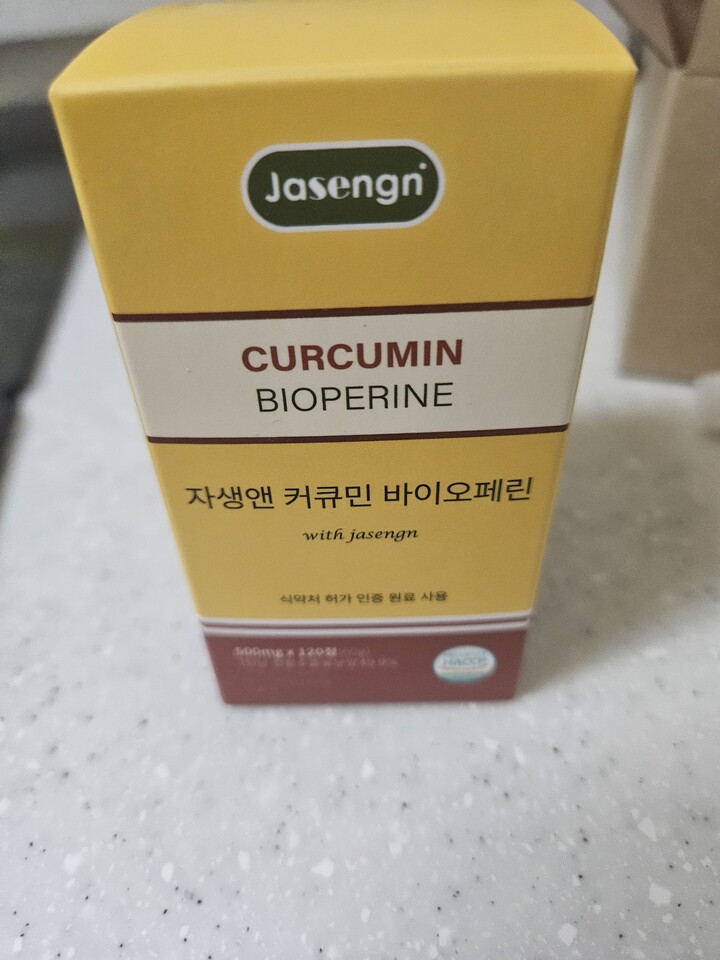 Jasengn
CURCUMIN
BIOPERINE
자생앤 커큐민 바이오페린
with jasengn
식약처 허가 인증 원료 사용
500mg x 120정
HACCP